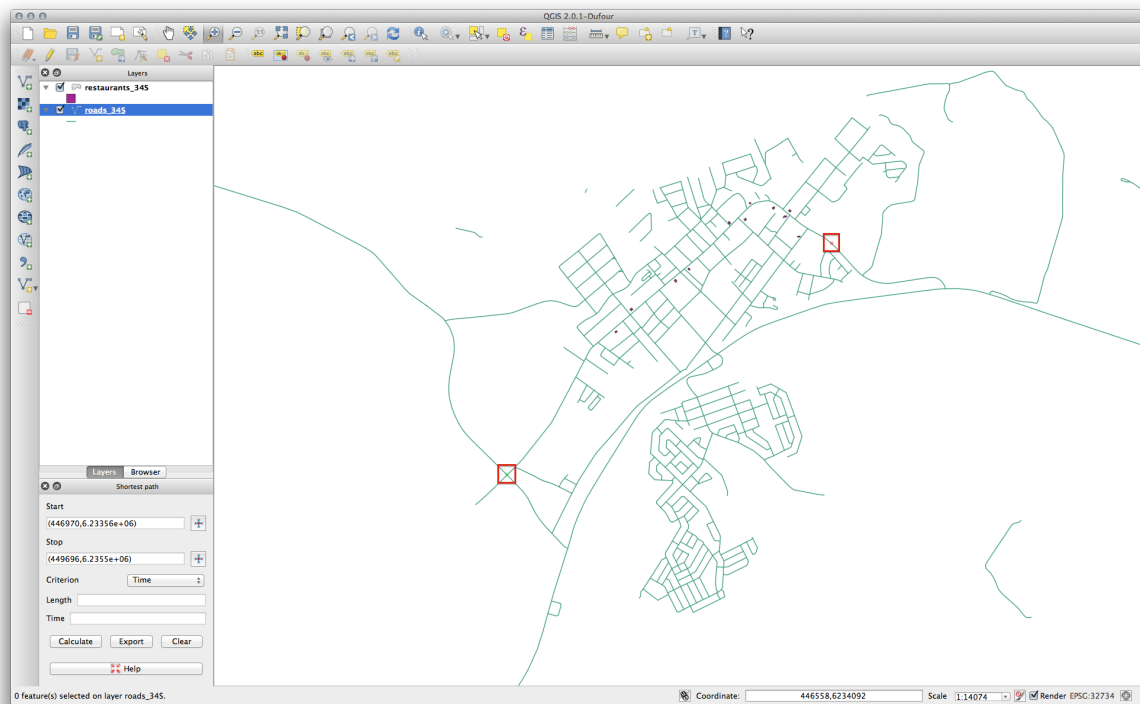 QGIS 2.0.1-Dufour
Layers
restaurants_34S
roads_34S
Layers
Browser
Shortest path
Start
(446970,6.23356e+06)
Stop
(449696,6.2355e+06)
Criterion
Time
Length
Time
Calculate
Export
Clear
Help
0 feature(s) selected on layer roads_34S.
Coordinate:
446558,6234092
Scale
1:14074
Render
EPSG:32734